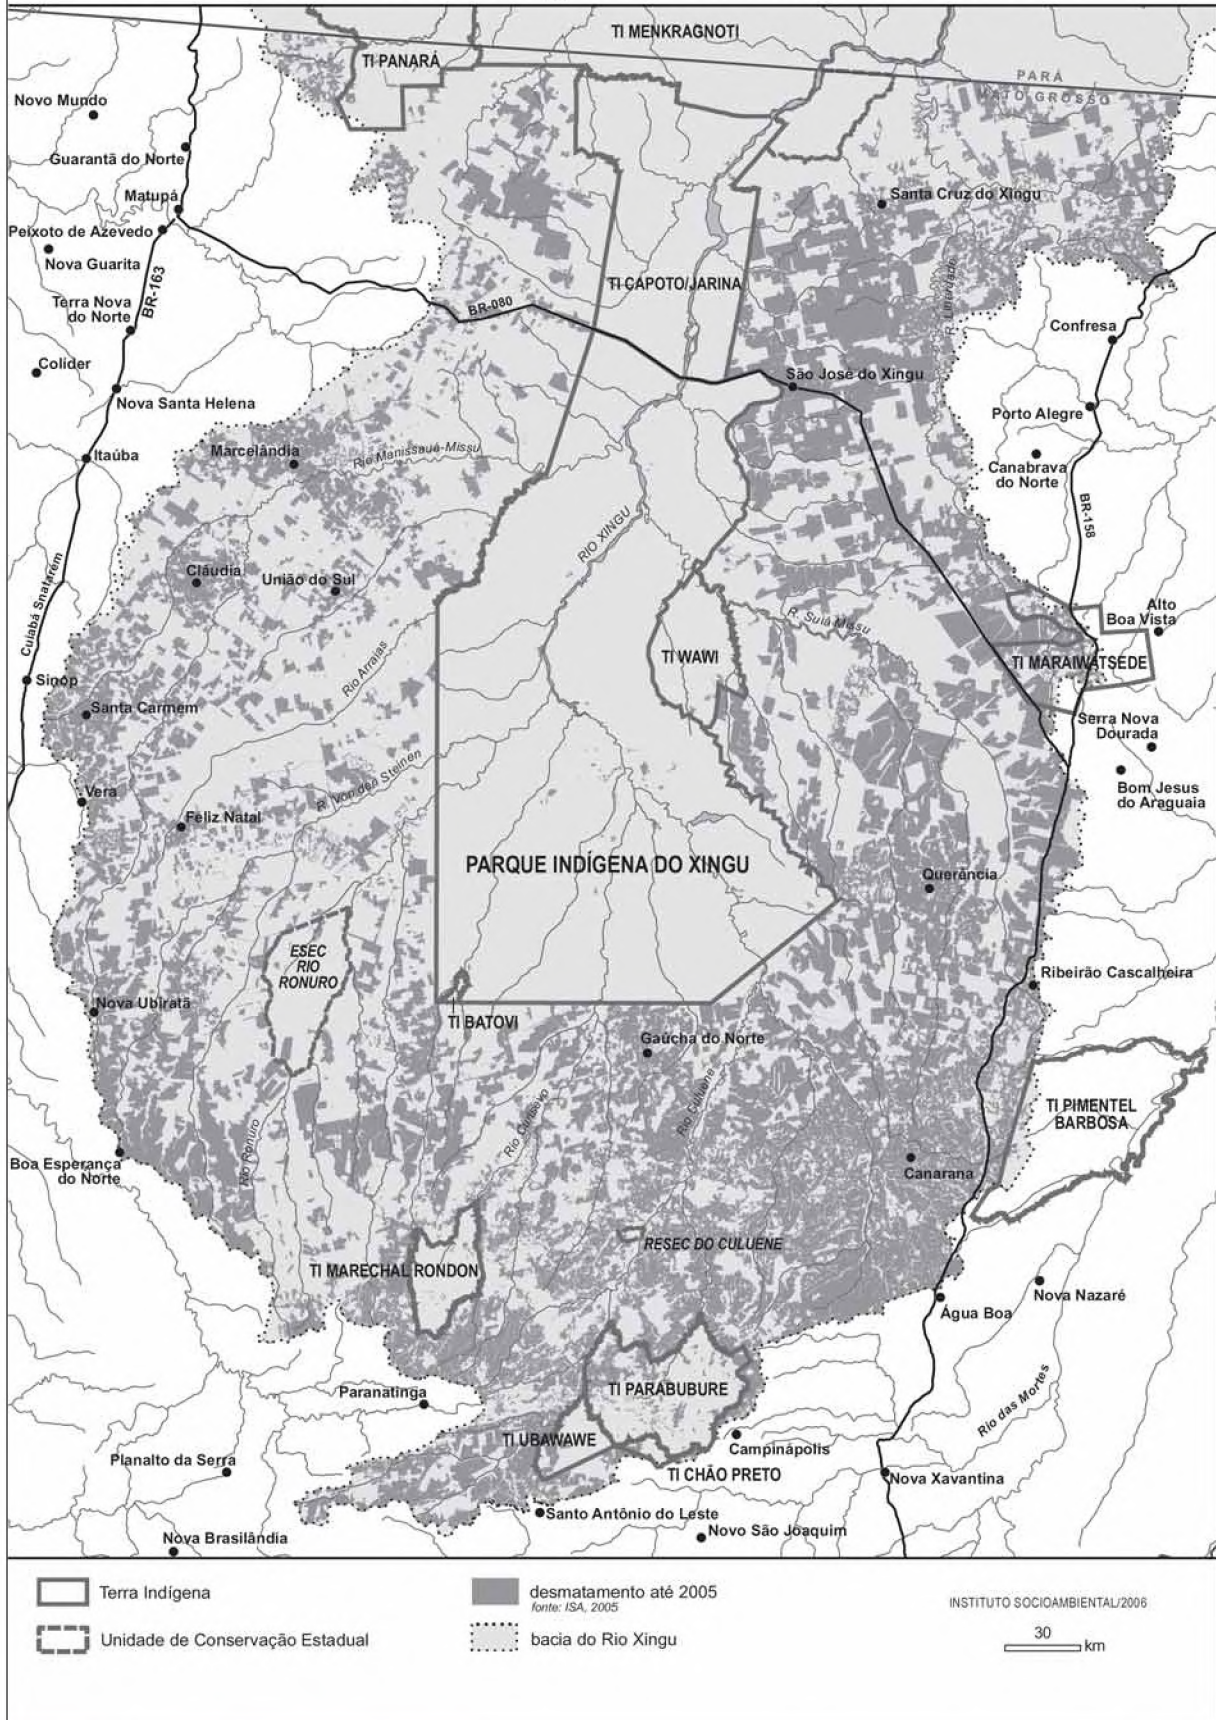 TI MENKRAGNOTI
TI PANARÁ
PARÁ
MATO GROSSO
Novo Mundo
Guarantã do Norte
Matupá
Santa Cruz do Xingu
Peixoto de Azevedo
Nova Guarita
BR-163
TI CAPOTO/JARINA
R. Liberdade
Terra Nova
do Norte
BR-080
Confresa
Colider
São José do Xingu
Nova Santa Helena
Porto Alegre
Marcelândia
Rio Manissauá-Missu
Itaúba
Canabrava
do Norte
BR-158
RIO XINGU
Cuiabá Snatarém
Cláudia
União do Sul
Alto
Boa Vista
R. Suiá Missu
TI WAWI
TI MARAIWATSEDE
Rio Arraias
Sinop
Santa Carmem
Serra Nova
Dourada
R. Von den Steinen
Vera
Bom Jesus
do Araguaia
Feliz Natal
PARQUE INDÍGENA DO XINGU
Querância
ESEC
RIO
RONURO
Ribeirão Cascalheira
Nova Ubiratã
TI BATOVI
Gaúcha do Norte
Rio Culuene
Rio Curisevo
TI PIMENTEL
BARBOSA
Rio Ronuro
Boa Esperança
do Norte
Canarana
RESEC DO CULUENE
TI MARECHAL RONDON
Nova Nazaré
Água Boa
Paranatinga
TI PARABUBURE
Rio das Mortes
TI UBAWAWE
Campinápolis
Planalto da Serra
TI CHÃO PRETO
Nova Xavantina
Santo Antônio do Leste
Novo São Joaquim
Nova Brasilândia
Terra Indígena
desmatamento até 2005
fonte: ISA, 2005
INSTITUTO SOCIOAMBIENTAL/2006
Unidade de Conservação Estadual
bacia do Rio Xingu
30
km